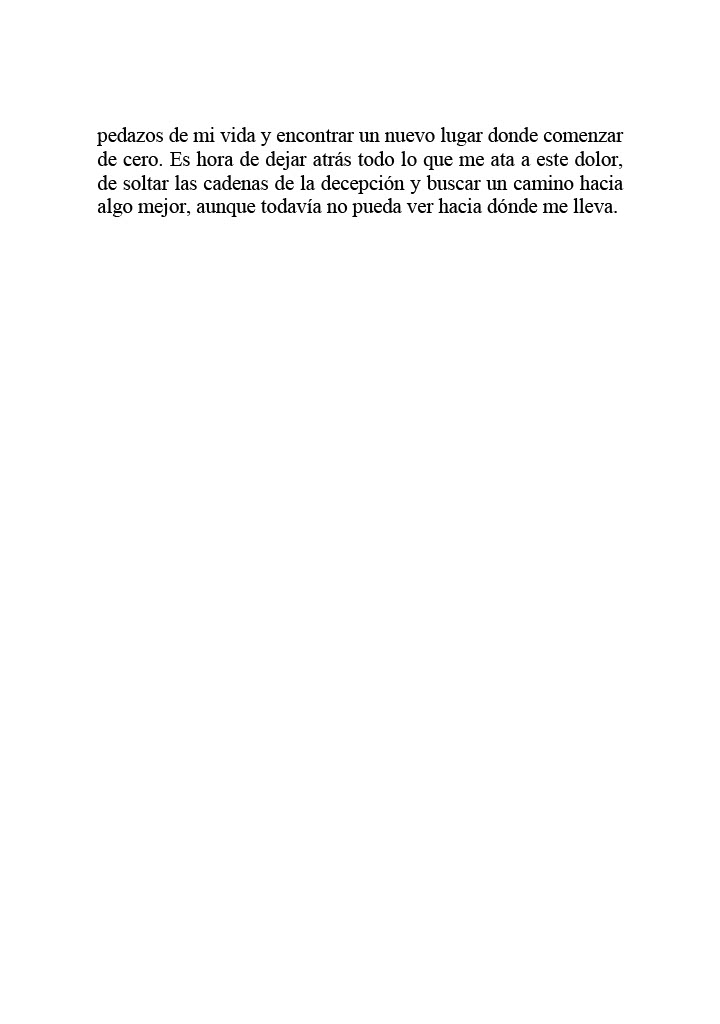 pedazos de mi vida y encontrar un nuevo lugar donde comenzar
de cero. Es hora de dejar atrás todo lo que me ata a este dolor,
de soltar las cadenas de la decepción y buscar un camino hacia
algo mejor, aunque todavía no pueda ver hacia dónde me lleva.